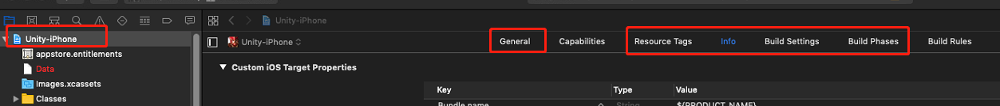 Unity-iPhone
Unity-iPhone
Unity-iPhone
General
Capabilities
Resource Tags
Info
Build Settings
Build Phases
Build Rules
appstore.entitlements
Data
Images.xcassets
Classes
Custom iOS Target Properties
Key
Type
Value
Bundle name
String
${PRODUCT_NAME}